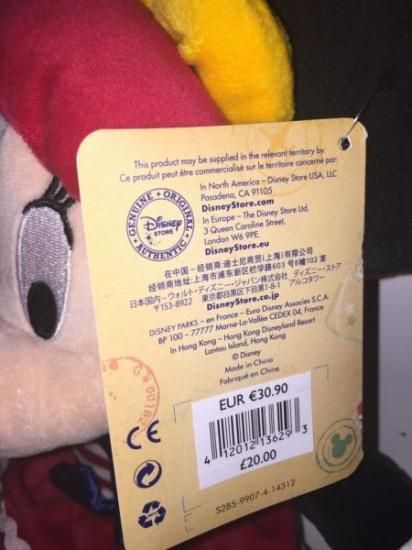 This product may be supplied in the relevant territory by:
Ce produit peut être commercialisé sur le territoire concerné par:
In North America – Disney Store USA, LLC
Pasadena, CA 91105
DisneyStore.com
In Europe – The Disney Store Ltd,
3 Queen Caroline Street,
London W6 9PE.
DisneyStore.eu
GENUINE • ORIGINAL
DISNEY
STORE
AUTHENTIC
在中国 - 经销商:迪士尼商贸(上海)有限公司
经销商地址:上海市浦东新区栏学路603号8幢102室
日本国内-ウォルト・ディズニー・ジャパン株式会社 ディズニーストア
〒153-8922 東京都目黒区下目黒1-8-1 アルコタワー
DisneyStore.co.jp
DISNEY PARKS – en France – Euro Disney Associes S.C.A.
BP 100 – 77777 Marne-La-Vallée CEDEX 04, France
In Hong Kong – Hong Kong Disneyland Resort
Lantau Island, Hong Kong
© Disney
Made in China
Fabriqué en Chine
EUR €30.90
4 12012 13629 3
£20.00
CE
5285-9907-4-14312